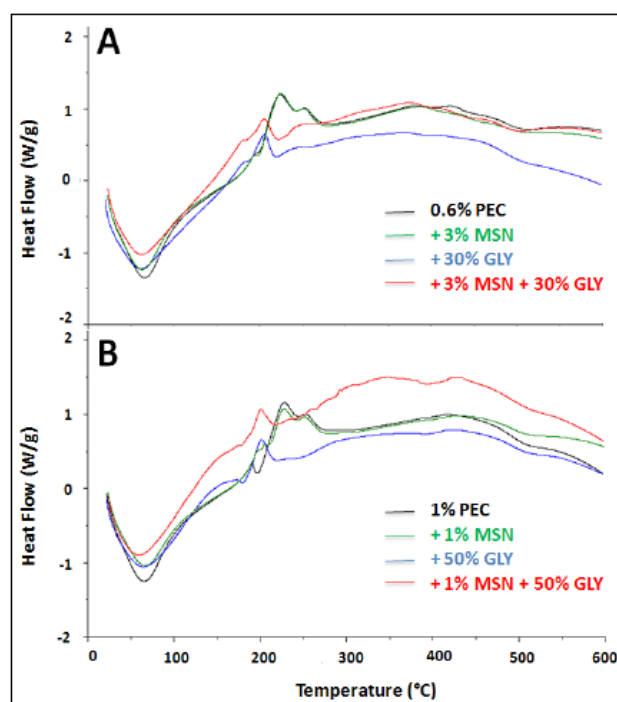 A
2
1
0
-1
-2
Heat Flow (W/g)
0.6% PEC
+ 3% MSN
+30% GLY
+ 3% MSN + 30% GLY
B
2
1
0
-1
-2
Heat Flow (W/g)
1% PEC
+ 1% MSN
+50% GLY
+ 1% MSN + 50% GLY
0 100 200 300 400 500 600
Temperature (°C)